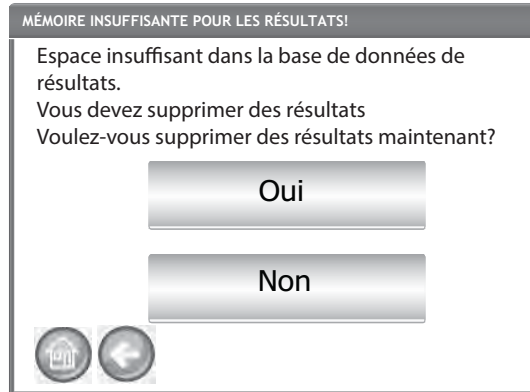 MÉMOIRE INSUFFISANTE POUR LES RÉSULTATS!
Espace insuffisant dans la base de données de
résultats.
Vous devez supprimer des résultats
Voulez-vous supprimer des résultats maintenant?
Oui
Non